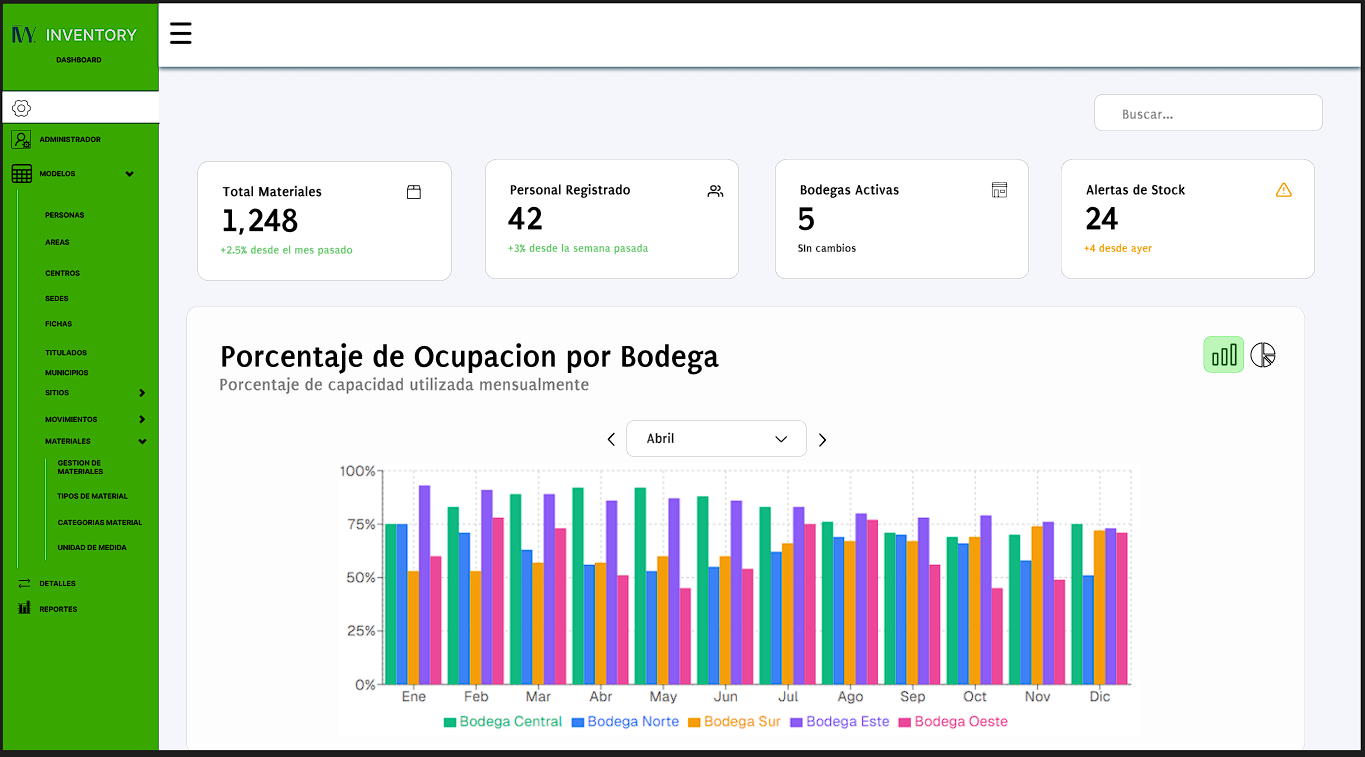 IVY. INVENTORY
DASHBOARD
ADMINISTRADOR
MODELOS
PERSONAS
AREAS
CENTROS
SEDES
FICHAS
TITULADOS
MUNICIPIOS
SITIOS
MOVIMIENTOS
MATERIALES
GESTION DE
MATERIALES
TIPOS DE MATERIAL
CATEGORIAS MATERIAL
UNIDAD DE MEDIDA
DETALLES
REPORTES
Buscar...
Total Materiales
1,248
+2.5% desde el mes pasado
Personal Registrado
42
+3% desde la semana pasada
Bodegas Activas
5
SIn cambios
Alertas de Stock
24
+4 desde ayer
Porcentaje de Ocupacion por Bodega
Porcentaje de capacidad utilizada mensualmente
Abril
100%
75%
50%
25%
0%
Ene Feb Mar Abr May Jun Jul Ago Sep Oct Nov Dic
Bodega Central Bodega Norte Bodega Sur Bodega Este Bodega Oeste